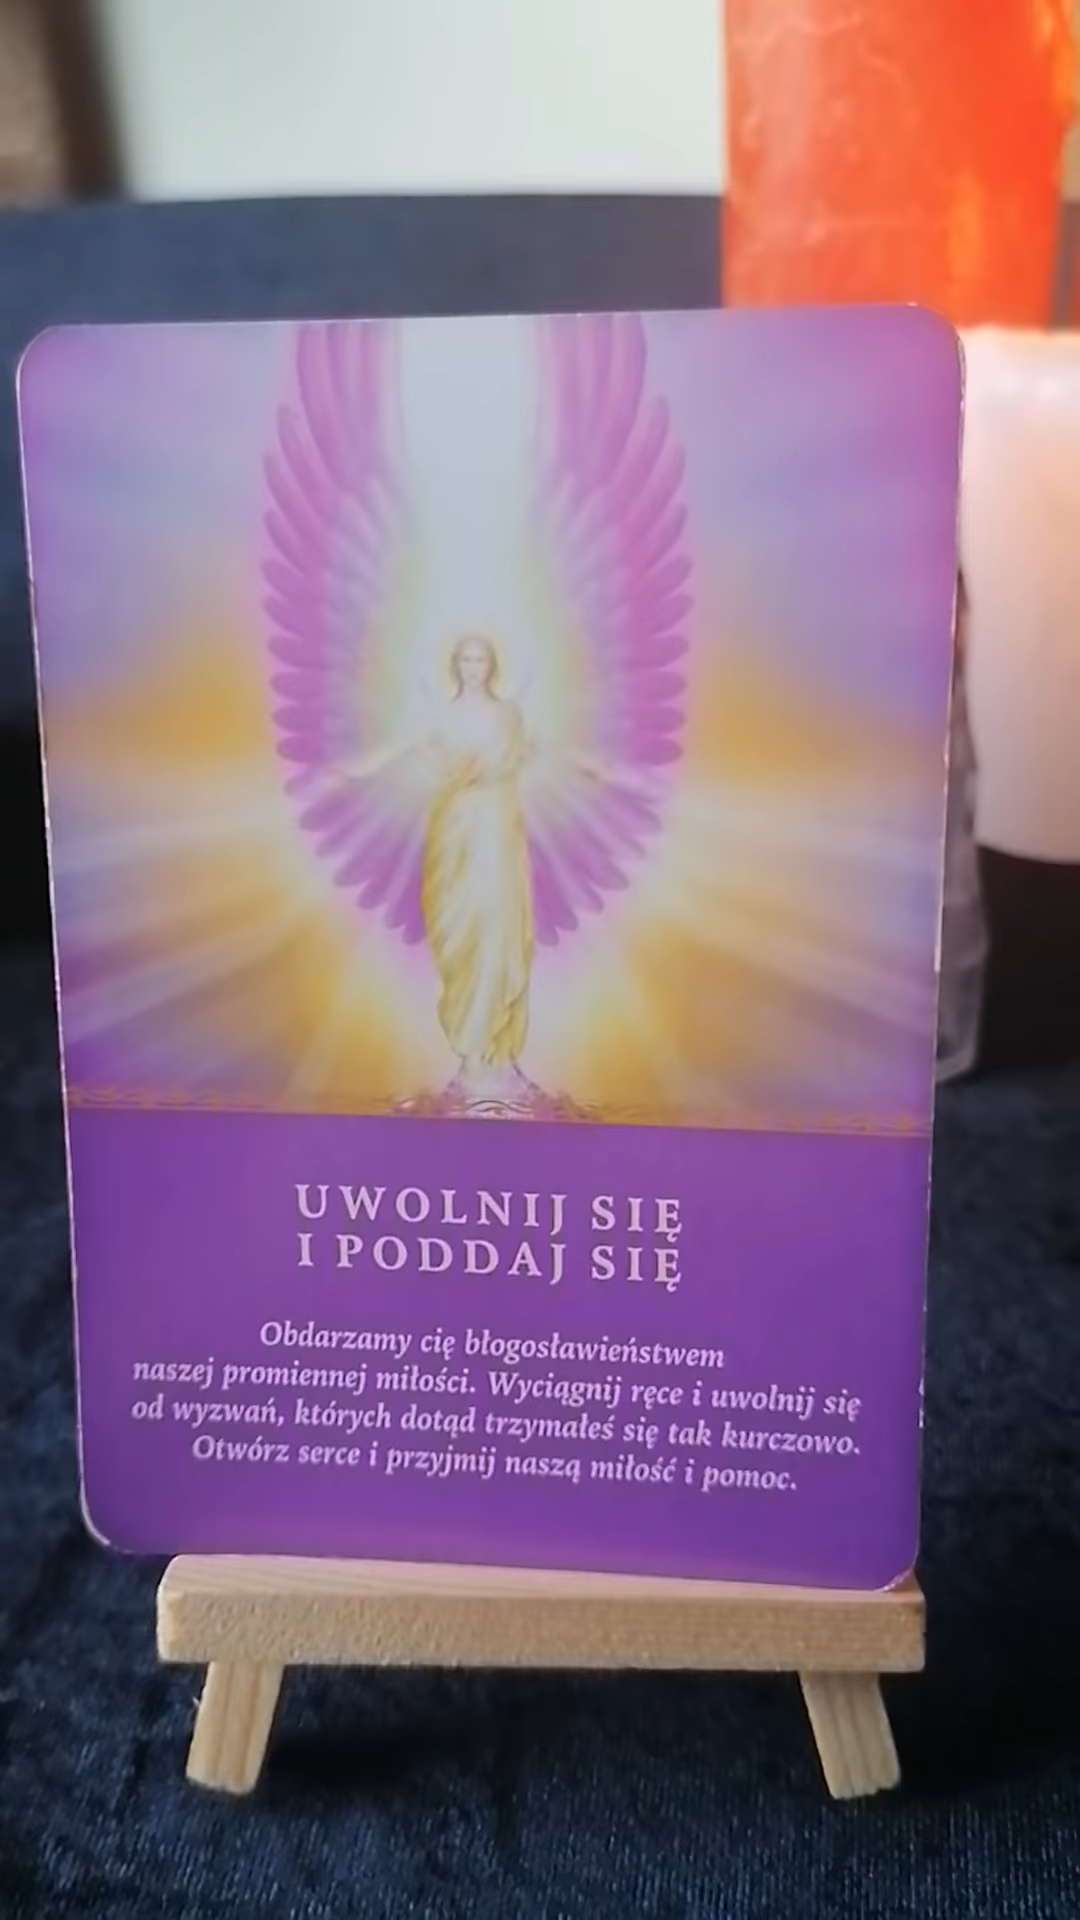 UWOLNIJ SIĘ
I PODDAJ SIĘ
Obdarzamy cię błogosławieństwem
naszej promiennej miłości. Wyciągnij ręce i uwolnij się
od wyzwań, których dotąd trzymałeś się tak kurczowo.
Otwórz serce i przyjmij naszą miłość i pomoc.